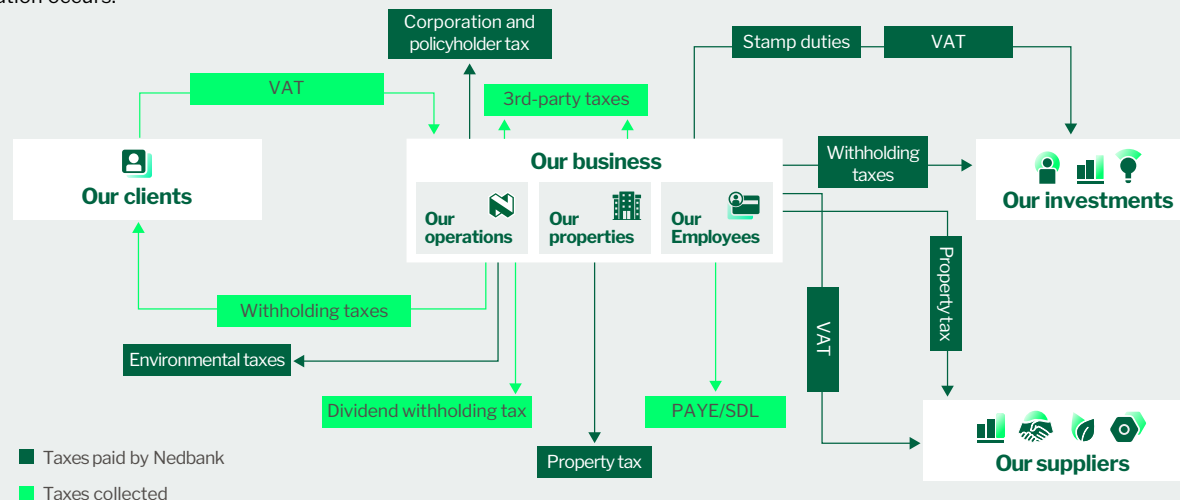 ation occurs.
Corporation and
policyholder tax
Stamp duties
VAT
VAT
3rd-party taxes
Our clients
Our business
Our
operations
Our
properties
Our
Employees
Withholding
taxes
Our investments
Withholding taxes
Property tax
VAT
Environmental taxes
Dividend withholding tax
PAYE/SDL
Property tax
Our suppliers
Taxes paid by Nedbank
Taxes collected